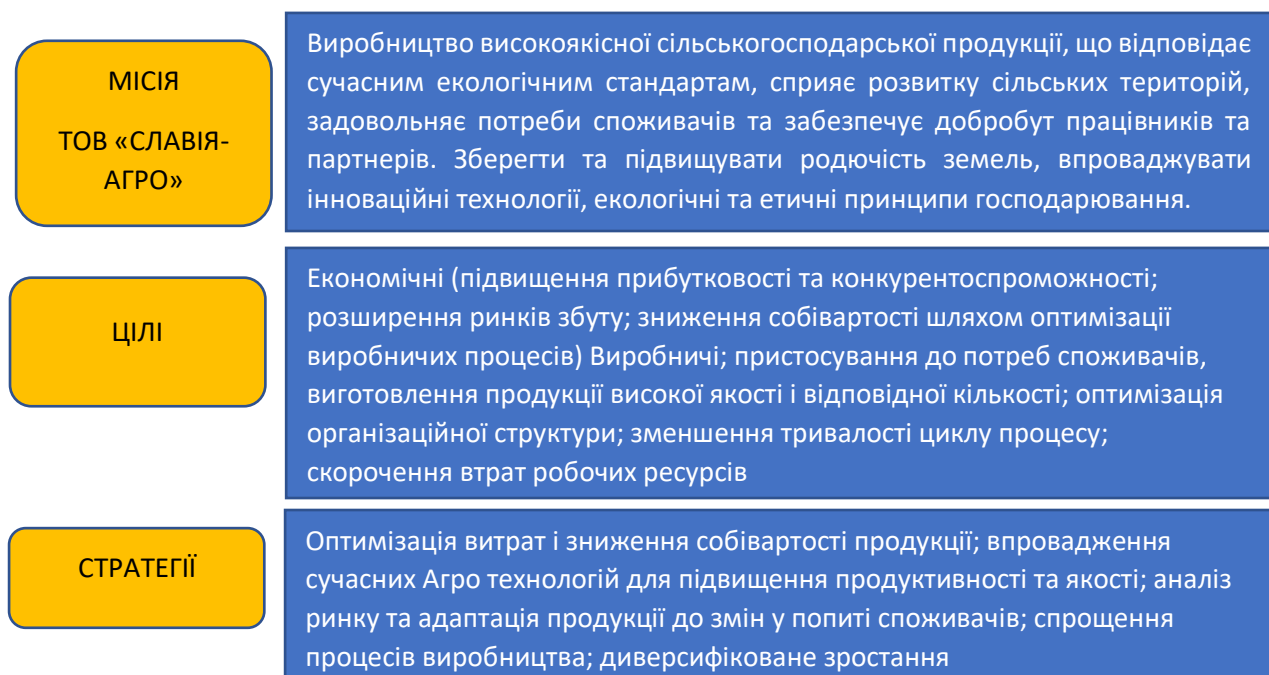 МІСІЯ
ТОВ «СЛАВІЯ-
АГРО»
Виробництво високоякісної сільськогосподарської продукції, що відповідає
сучасним екологічним стандартам, сприяє розвитку сільських територій,
задовольняє потреби споживачів та забезпечує добробут працівників та
партнерів. Зберегти та підвищувати родючість земель, впроваджувати
інноваційні технології, екологічні та етичні принципи господарювання.
ЦІЛІ
Економічні (підвищення прибутковості та конкурентоспроможності;
розширення ринків збуту; зниження собівартості шляхом оптимізації
виробничих процесів) Виробничі; пристосування до потреб споживачів,
виготовлення продукції високої якості і відповідної кількості; оптимізація
організаційної структури; зменшення тривалості циклу процесу;
скорочення втрат робочих ресурсів
СТРАТЕГІЇ
Оптимізація витрат і зниження собівартості продукції; впровадження
сучасних Агро технологій для підвищення продуктивності та якості; аналіз
ринку та адаптація продукції до змін у попиті споживачів; спрощення
процесів виробництва; диверсифіковане зростання